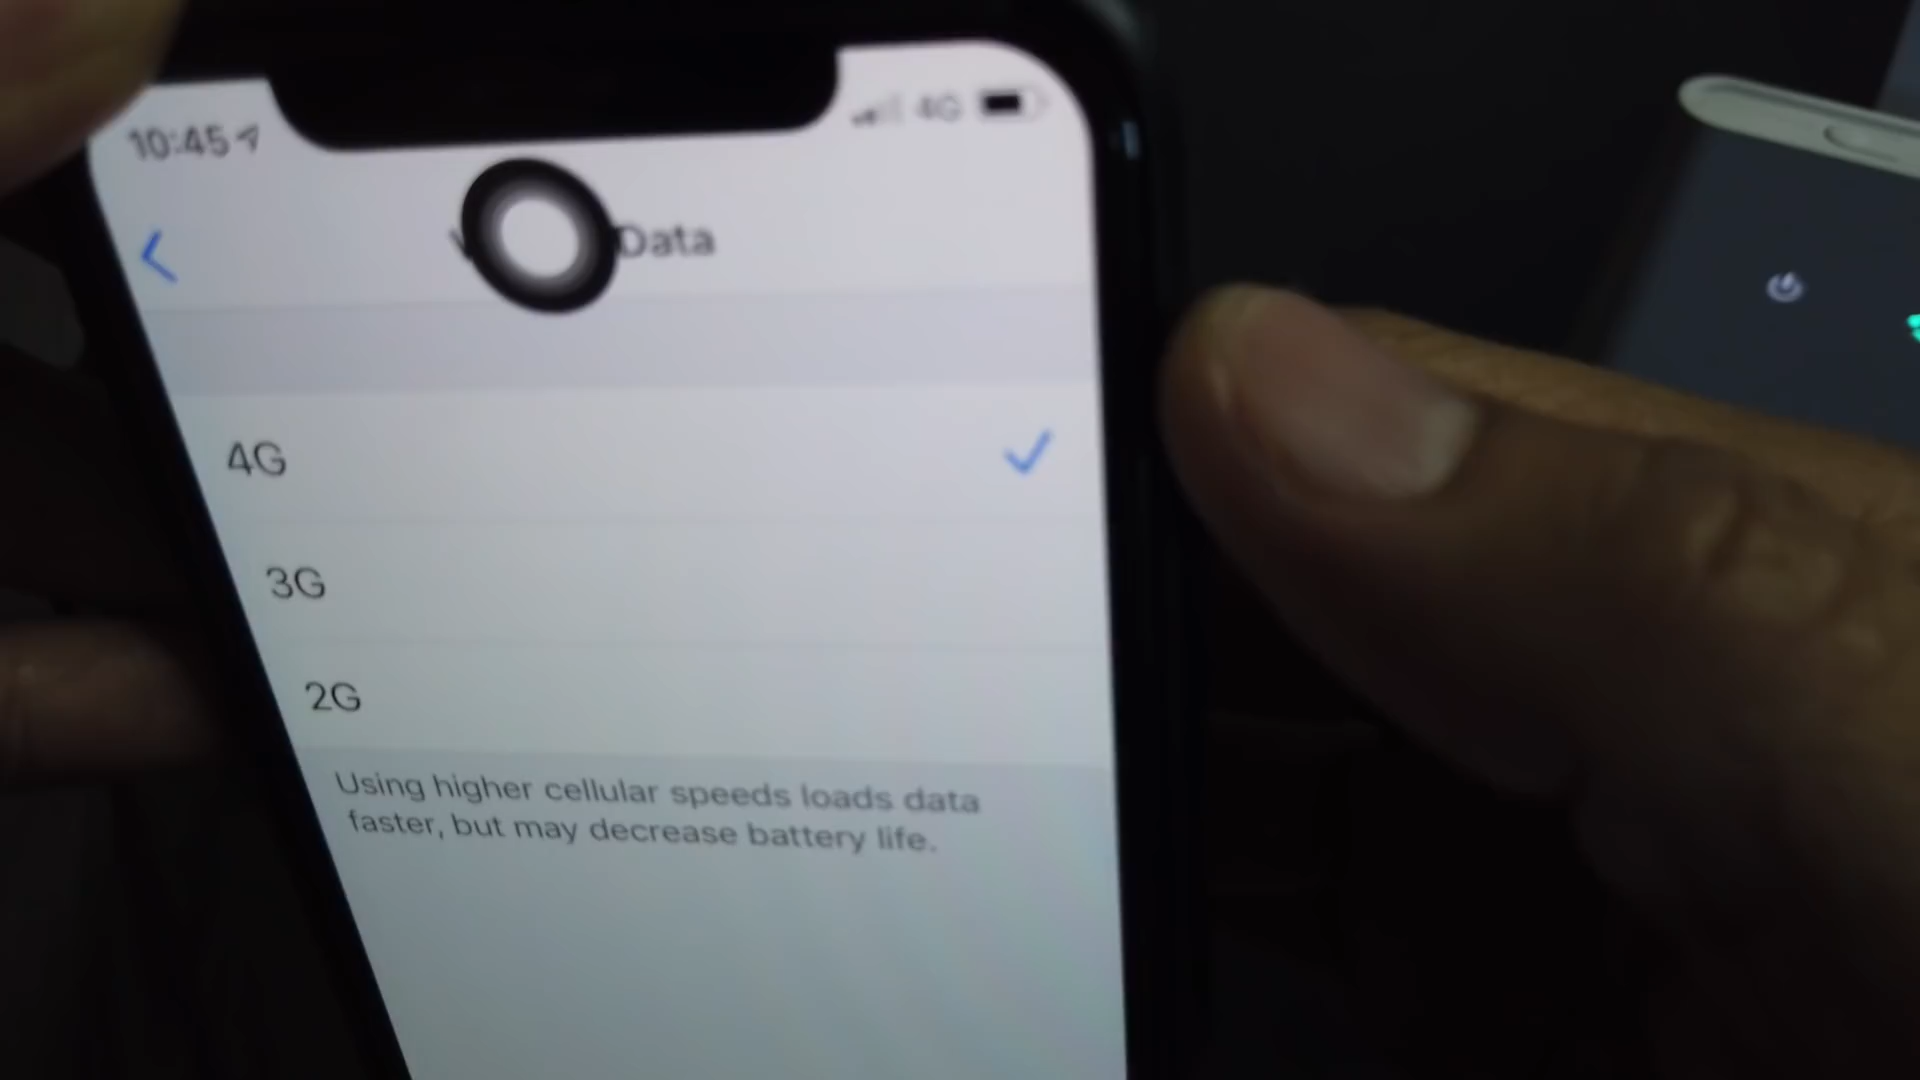 10:45
4G
Data
4G
3G
2G
Using higher cellular speeds loads data
faster, but may decrease battery life.